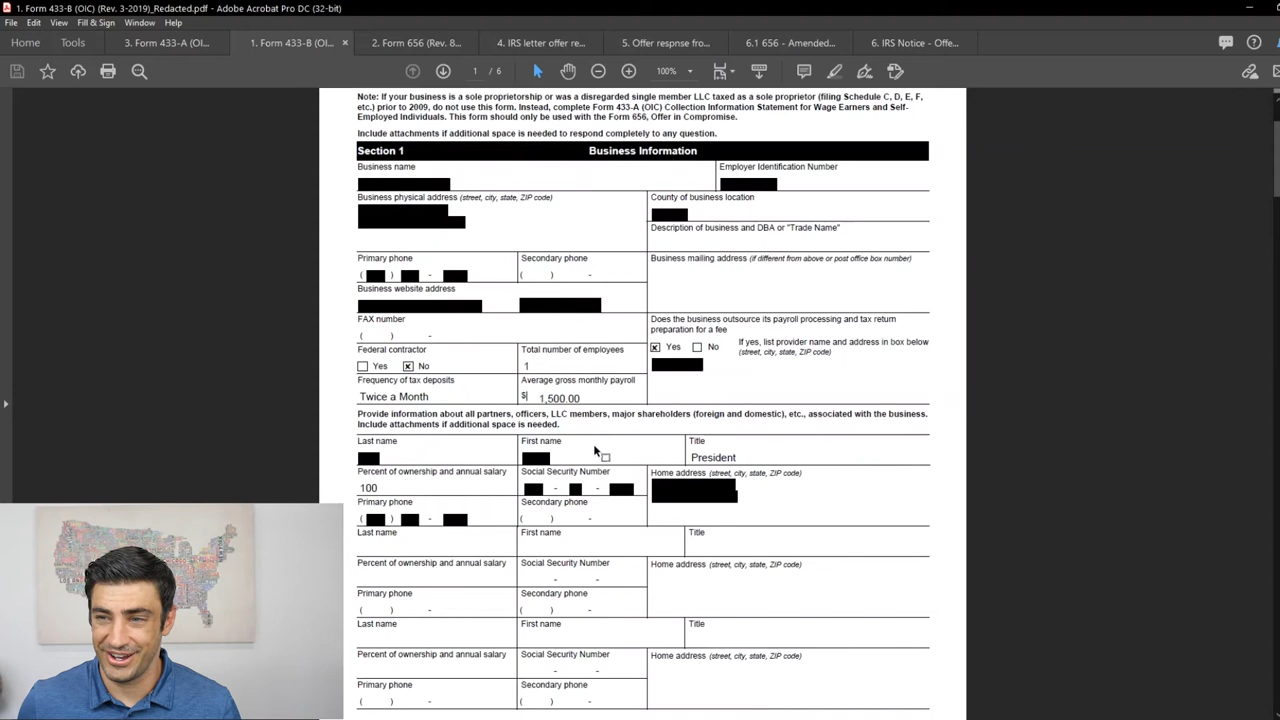 1. Form 433-B (OIC) (Rev. 3-2019)_Redacted.pdf - Adobe Acrobat Pro DC (32-bit)
File Edit View Fill & Sign Window Help
Home Tools 3. Form 433-A (OI... 1. Form 433-B (OI... × 2. Form 656 (Rev. 8... 4. IRS letter offer re... 5. Offer respnse fro... 6.1 656 - Amended... 6. IRS Notice - Offe...
1 / 6 100%
Note: If your business is a sole proprietorship or was a disregarded single member LLC taxed as a sole proprietor (filing Schedule C, D, E, F,
etc.) prior to 2009, do not use this form. Instead, complete Form 433-A (OIC) Collection Information Statement for Wage Earners and Self-
Employed Individuals. This form should only be used with the Form 656, Offer in Compromise.
Include attachments if additional space is needed to respond completely to any question.
Section 1 Business Information
Business name Employer Identification Number
Business physical address (street, city, state, ZIP code) County of business location
Description of business and DBA or "Trade Name"
Primary phone Secondary phone Business mailing address (if different from above or post office box number)
( ) - ( ) -
Business website address
FAX number Does the business outsource its payroll processing and tax return
preparation for a fee
( ) -
Yes No If yes, list provider name and address in box below
(street, city, state, ZIP code)
Federal contractor Total number of employees
Yes No 1
Frequency of tax deposits Average gross monthly payroll
Twice a Month $ 1,500.00
Provide information about all partners, officers, LLC members, major shareholders (foreign and domestic), etc., associated with the business.
Include attachments if additional space is needed.
Last name First name Title
President
Percent of ownership and annual salary Social Security Number Home address (street, city, state, ZIP code)
100 - -
Primary phone Secondary phone
( ) - ( ) -
Last name First name Title
Percent of ownership and annual salary Social Security Number Home address (street, city, state, ZIP code)
- -
Primary phone Secondary phone
( ) - ( ) -
Last name First name Title
Percent of ownership and annual salary Social Security Number Home address (street, city, state, ZIP code)
- -
Primary phone Secondary phone
( ) - ( ) -